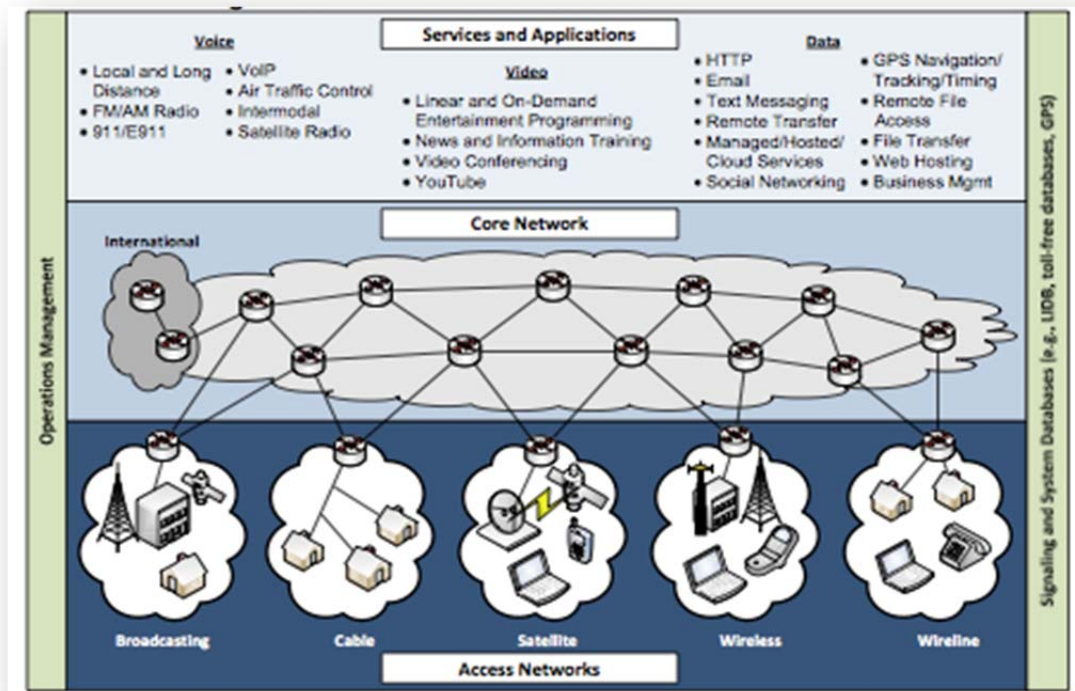 Services and Applications
Voice
• Local and Long
Distance
• FM/AM Radio
• 911/E911
• VoIP
• Air Traffic Control
• Intermodal
• Satellite Radio
Video
• Linear and On-Demand
Entertainment Programming
• News and Information Training
• Video Conferencing
• YouTube
Data
• HTTP
• Email
• Text Messaging
• Remote Transfer
• Managed/Hosted/
Cloud Services
• Social Networking
• GPS Navigation/
Tracking/Timing
• Remote File
Access
• File Transfer
• Web Hosting
• Business Mgmt
Operations Management
Signaling and System Databases (e.g., LIDB, toll-free databases, GPS)
Core Network
International
Broadcasting
Cable
Satellite
Wireless
Wireline
Access Networks